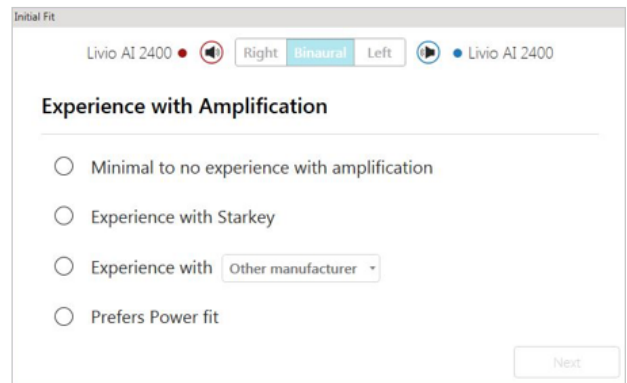 Initial Fit
Livio AI 2400 Right Binaural Left Livio AI 2400
Experience with Amplification
Minimal to no experience with amplification
Experience with Starkey
Experience with Other manufacturer
Prefers Power fit
Next